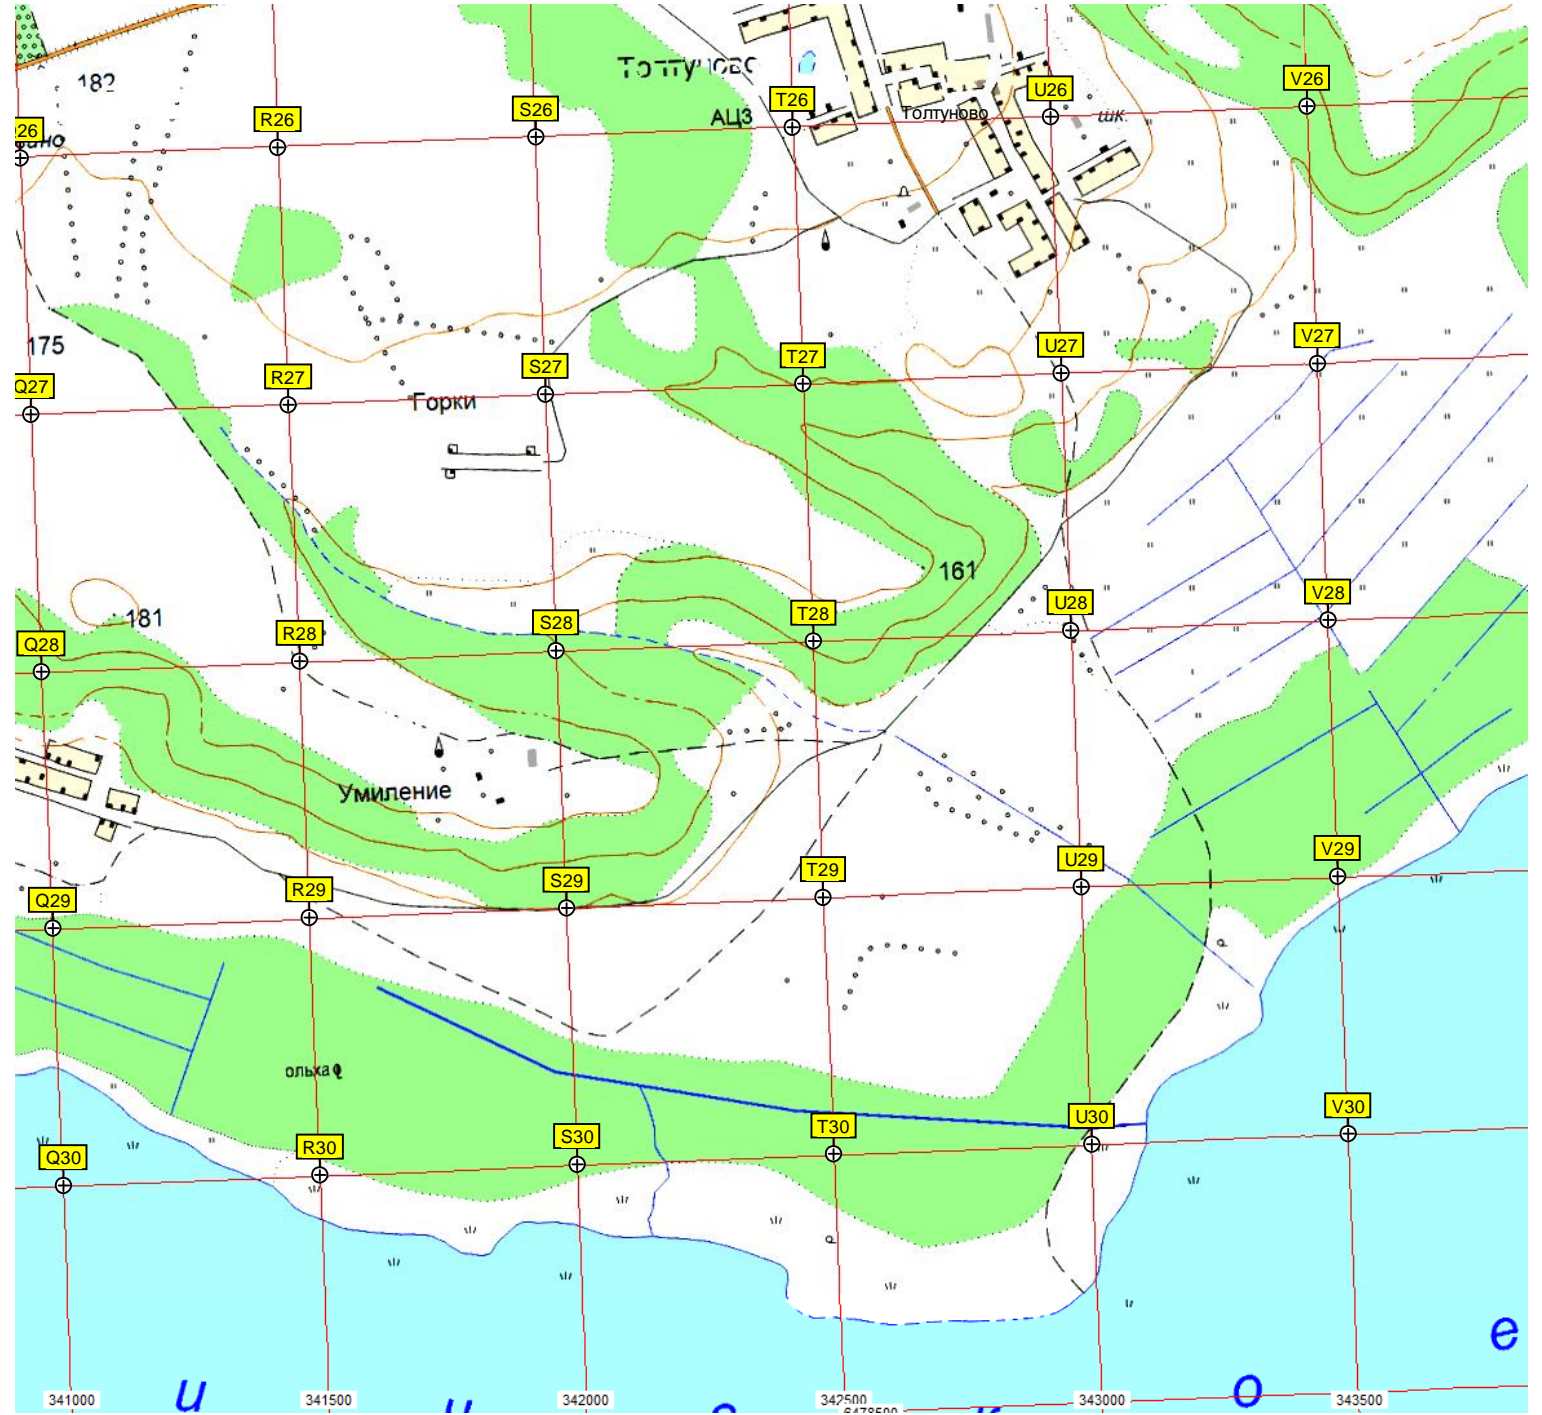 182
Толтуново
АЦЗ
T26
U26
V26
Толтуново
шк.
R26
S26
175
Q27
R27
S27
T27
U27
V27
Горки
161
181
Q28
R28
S28
T28
U28
V28
Умиление
Q29
R29
S29
T29
U29
V29
ольха
Q30
R30
S30
T30
U30
V30
е
и
о
341000
341500
342000
342500
343000
343500